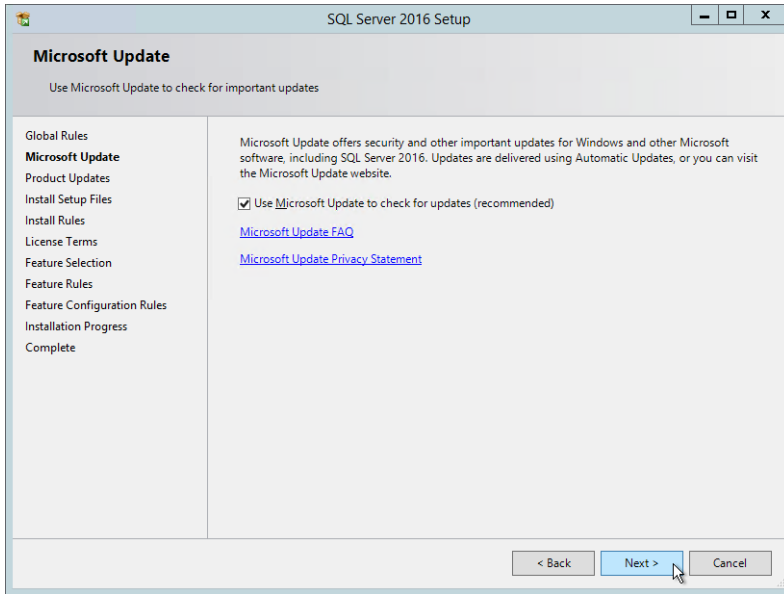 SQL Server 2016 Setup
Microsoft Update
Use Microsoft Update to check for important updates
Global Rules
Microsoft Update
Product Updates
Install Setup Files
Install Rules
License Terms
Feature Selection
Feature Rules
Feature Configuration Rules
Installation Progress
Complete
Microsoft Update offers security and other important updates for Windows and other Microsoft
software, including SQL Server 2016. Updates are delivered using Automatic Updates, or you can visit
the Microsoft Update website.
Use Microsoft Update to check for updates (recommended)
Microsoft Update FAQ
Microsoft Update Privacy Statement
< Back Next > Cancel